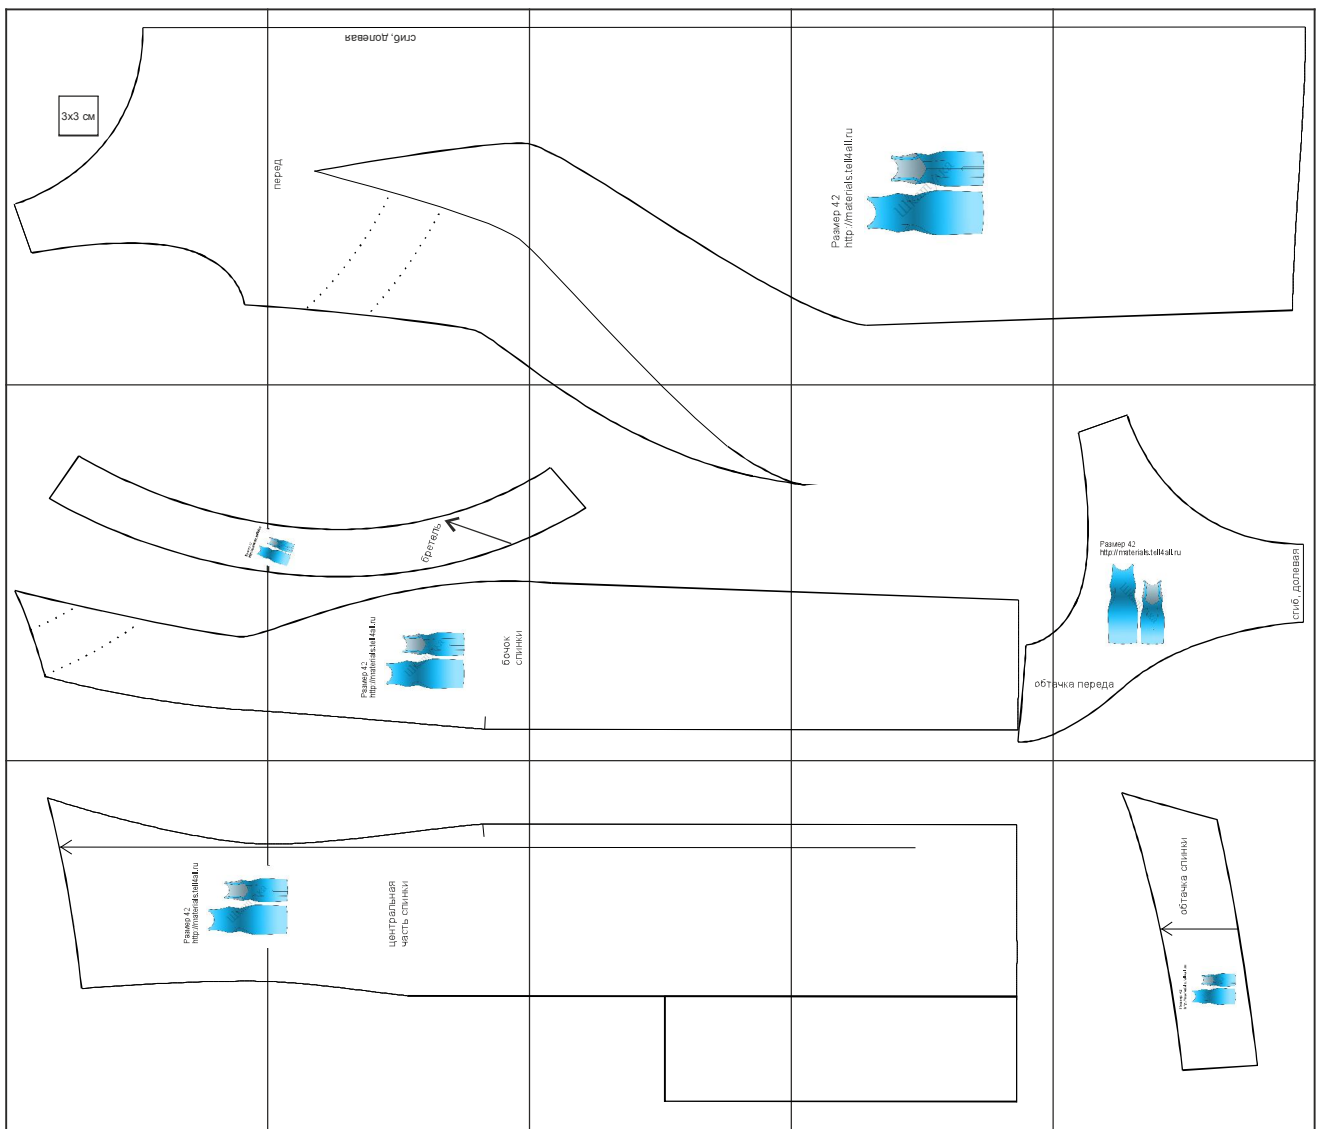 сгиб, долевая
3х3 см
перед
Размер 42
http://materials.tell4all.ru
бретель
Размер 42
http://materials.tell4all.ru
сгиб, долевая
Размер 42
http://materials.tell4all.ru
бочок
спинки
обтачка переда
Размер 42
http://materials.tell4all.ru
центральная
часть спинки
обтачка спинки